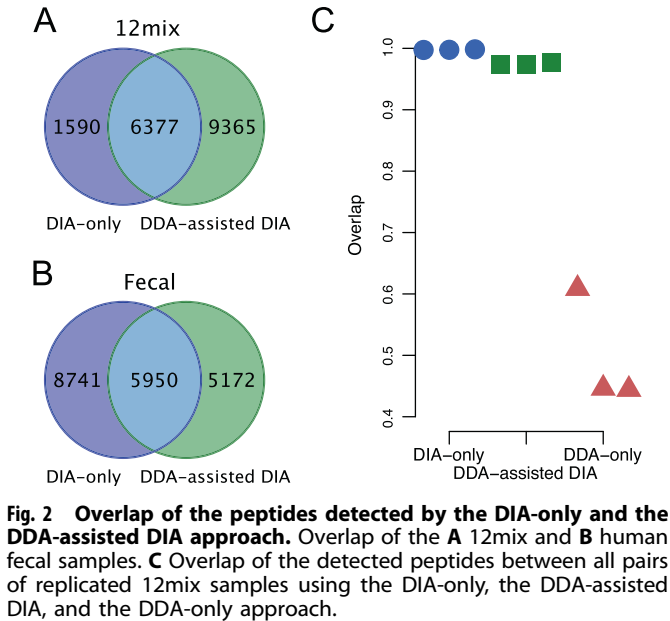 A
12mix
1590 6377 9365
DIA-only DDA-assisted DIA
B
Fecal
8741 5950 5172
DIA-only DDA-assisted DIA
C
Overlap
1.0
0.9
0.8
0.7
0.6
0.5
0.4
DIA-only DDA-only
DDA-assisted DIA
Fig. 2 Overlap of the peptides detected by the DIA-only and the
DDA-assisted DIA approach. Overlap of the A 12mix and B human
fecal samples. C Overlap of the detected peptides between all pairs
of replicated 12mix samples using the DIA-only, the DDA-assisted
DIA, and the DDA-only approach.